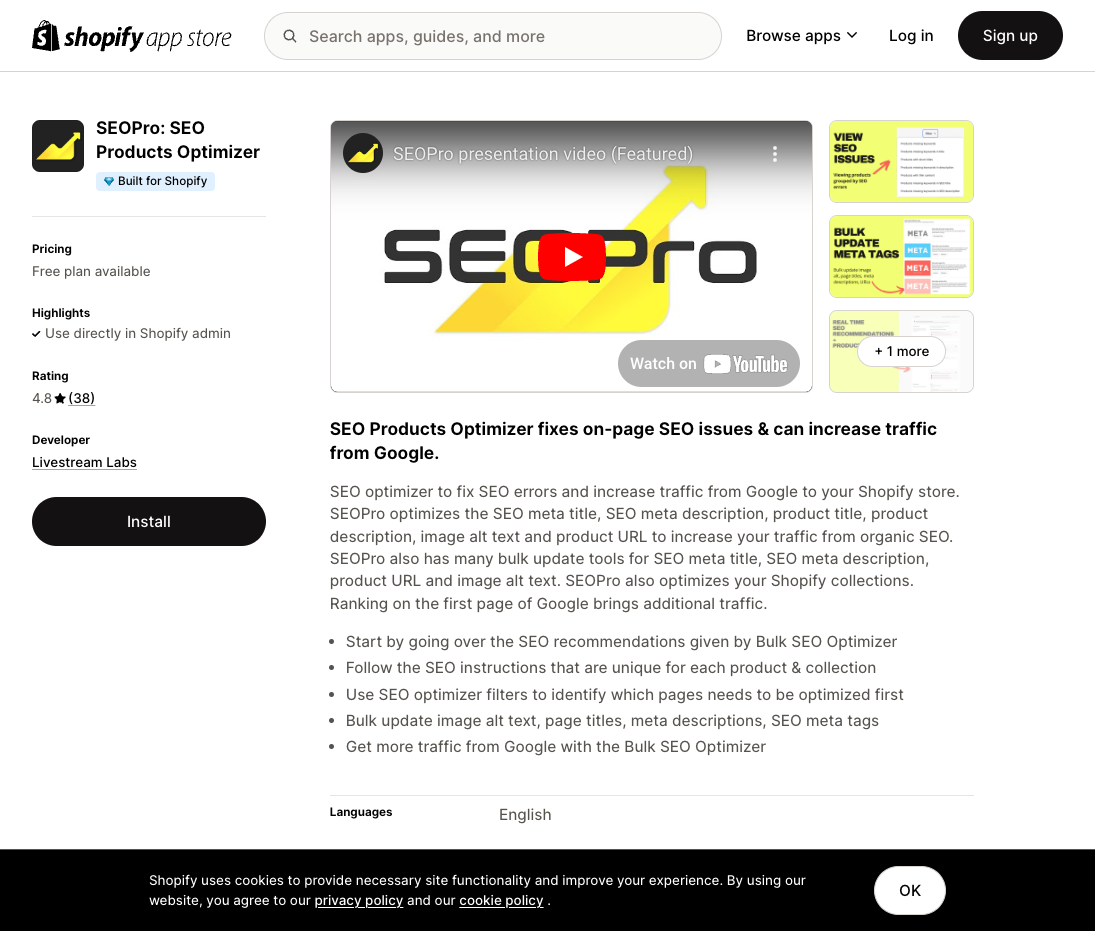 shopify app store
Search apps, guides, and more
Browse apps
Log in
Sign up
SEOPro: SEO
Products Optimizer
Built for Shopify
Pricing
Free plan available
Highlights
Use directly in Shopify admin
Rating
4.8 ★ (38)
Developer
Livestream Labs
Install
SEOPro presentation video (Featured)
SEOPro
Watch on YouTube
VIEW
SEO
ISSUES
Viewing products
grouped by SEO
errors
BULK
UPDATE
META TAGS
Bulk update image
alt, page titles, meta
descriptions, titles
META
META
META
META
REAL TIME
SEO
RECOMMENDATIONS
+ 1 more
SEO Products Optimizer fixes on-page SEO issues & can increase traffic
from Google.
SEO optimizer to fix SEO errors and increase traffic from Google to your Shopify store.
SEOPro optimizes the SEO meta title, SEO meta description, product title, product
description, image alt text and product URL to increase your traffic from organic SEO.
SEOPro also has many bulk update tools for SEO meta title, SEO meta description,
product URL and image alt text. SEOPro also optimizes your Shopify collections.
Ranking on the first page of Google brings additional traffic.
• Start by going over the SEO recommendations given by Bulk SEO Optimizer
• Follow the SEO instructions that are unique for each product & collection
• Use SEO optimizer filters to identify which pages needs to be optimized first
• Bulk update image alt text, page titles, meta descriptions, SEO meta tags
• Get more traffic from Google with the Bulk SEO Optimizer
Languages
English
Shopify uses cookies to provide necessary site functionality and improve your experience. By using our
website, you agree to our privacy policy and our cookie policy .
OK